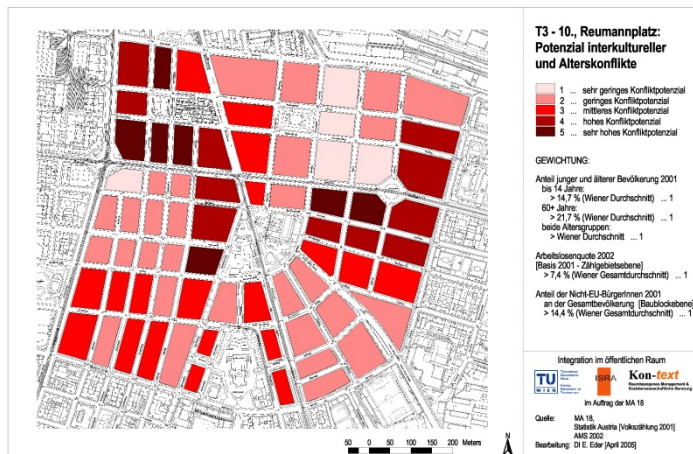 T3 - 10., Reumannplatz:
Potenzial interkultureller
und Alterskonflikte
1 ... sehr geringes Konfliktpotenzial
2 ... geringes Konfliktpotenzial
3 ... mittleres Konfliktpotenzial
4 ... hohes Konfliktpotenzial
5 ... sehr hohes Konfliktpotenzial
GEWICHTUNG:
Anteil junger und älterer Bevölkerung 2001
bis 14 Jahre:
> 14,7 % (Wiener Durchschnitt) ... 1
60+ Jahre:
> 21,7 % (Wiener Durchschnitt) ... 1
beide Altersgruppen:
> Wiener Durchschnitt ... 1
Arbeitslosenquote 2002
[Basis 2001 - Zählgebietsebene]
> 7,4 % (Wiener Gesamtdurchschnitt) ... 1
Anteil der Nicht-EU-BürgerInnen 2001
an der Gesamtbevölkerung [Baublockebene]
> 14,4 % (Wiener Gesamtdurchschnitt) ... 1
Integration im öffentlichen Raum
TU
WIEN
ISRA
Kon-text
Raumbezogenes Management &
Sozialwissenschaftliche Beratung
im Auftrag der MA 18
Quelle: MA 18,
Statistik Austria [Volkszählung 2001]
AMS 2002
Bearbeitung: DI E. Eder [April 2005]
50 0 50 100 150 200 Meters
N